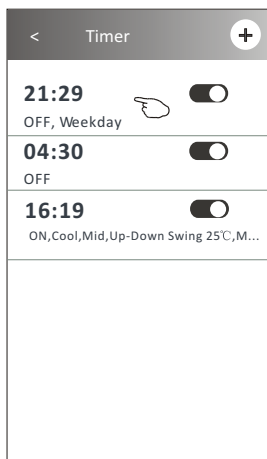 < Timer +
21:29
OFF, Weekday
04:30
OFF
16:19
ON,Cool,Mid,Up-Down Swing 25℃,M...